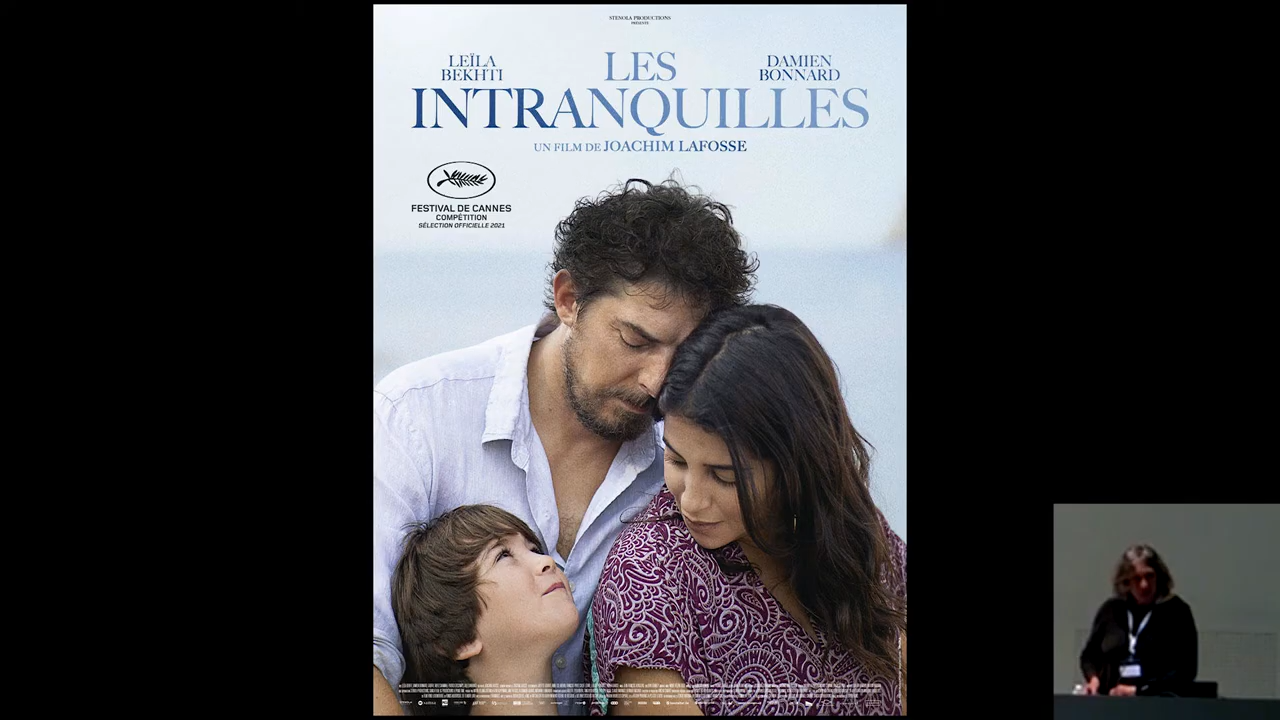 STENOLA PRODUCTIONS
PRÉSENTE
LEÏLA
BEKHTI
LES
DAMIEN
BONNARD
INTRANQUILLES
UN FILM DE JOACHIM LAFOSSE
FESTIVAL DE CANNES
COMPÉTITION
SÉLECTION OFFICIELLE 2021